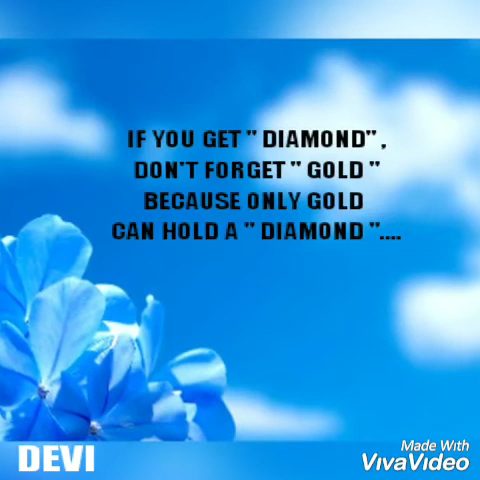 IF YOU GET " DIAMOND",
DON'T FORGET " GOLD "
BECAUSE ONLY GOLD
CAN HOLD A " DIAMOND "....
DEVI
Made With
VivaVideo